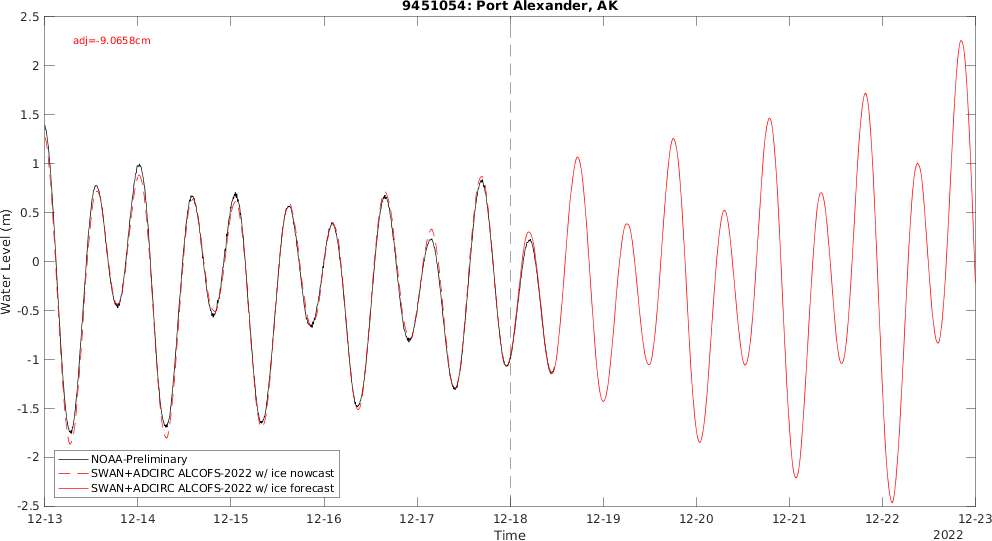 9451054: Port Alexander, AK
adj=-9.0658cm
2.5
2
1.5
1
0.5
0
-0.5
-1
-1.5
-2
-2.5
Water Level (m)
NOAA-Preliminary
SWAN+ADCIRC ALCOFS-2022 w/ ice nowcast
SWAN+ADCIRC ALCOFS-2022 w/ ice forecast
12-13 12-14 12-15 12-16 12-17 12-18 12-19 12-20 12-21 12-22 12-23
Time
2022